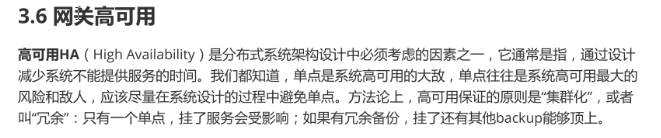 3.6 网关高可用
高可用HA（High Availability）是分布式系统架构设计中必须考虑的因素之一，它通常是指，通过设计
减少系统不能提供服务的时间。我们都知道，单点是系统高可用的大敌，单点往往是系统高可用最大的
风险和敌人，应该尽量在系统设计的过程中避免单点。方法论上，高可用保证的原则是“集群化”，或者
叫“冗余”：只有一个单点，挂了服务会受影响；如果有冗余备份，挂了还有其他backup能够顶上。